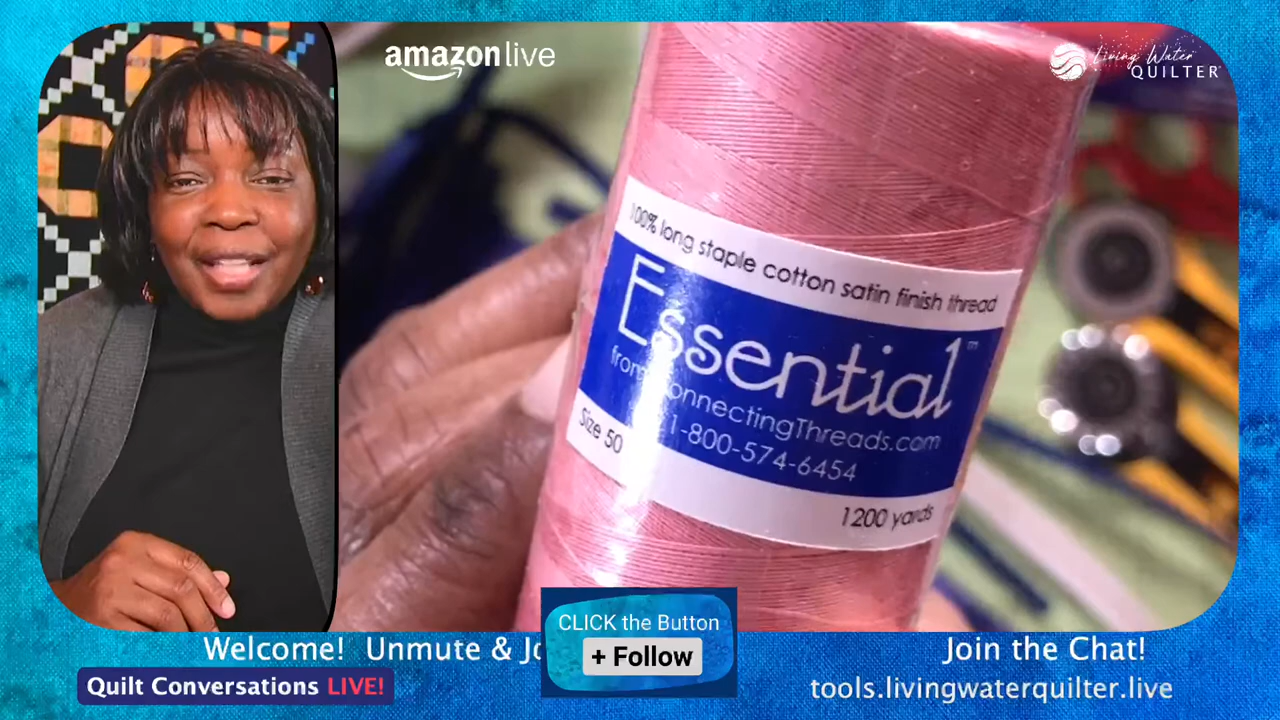 amazon live
Living Water
QUILTER
100% long staple cotton satin finish thread
Essential™
from ConnectingThreads.com
Size 50
1-800-574-6454
1200 yards
CLICK the Button
+ Follow
Welcome! Unmute & Jo
Join the Chat!
Quilt Conversations LIVE!
tools.livingwaterquilter.live